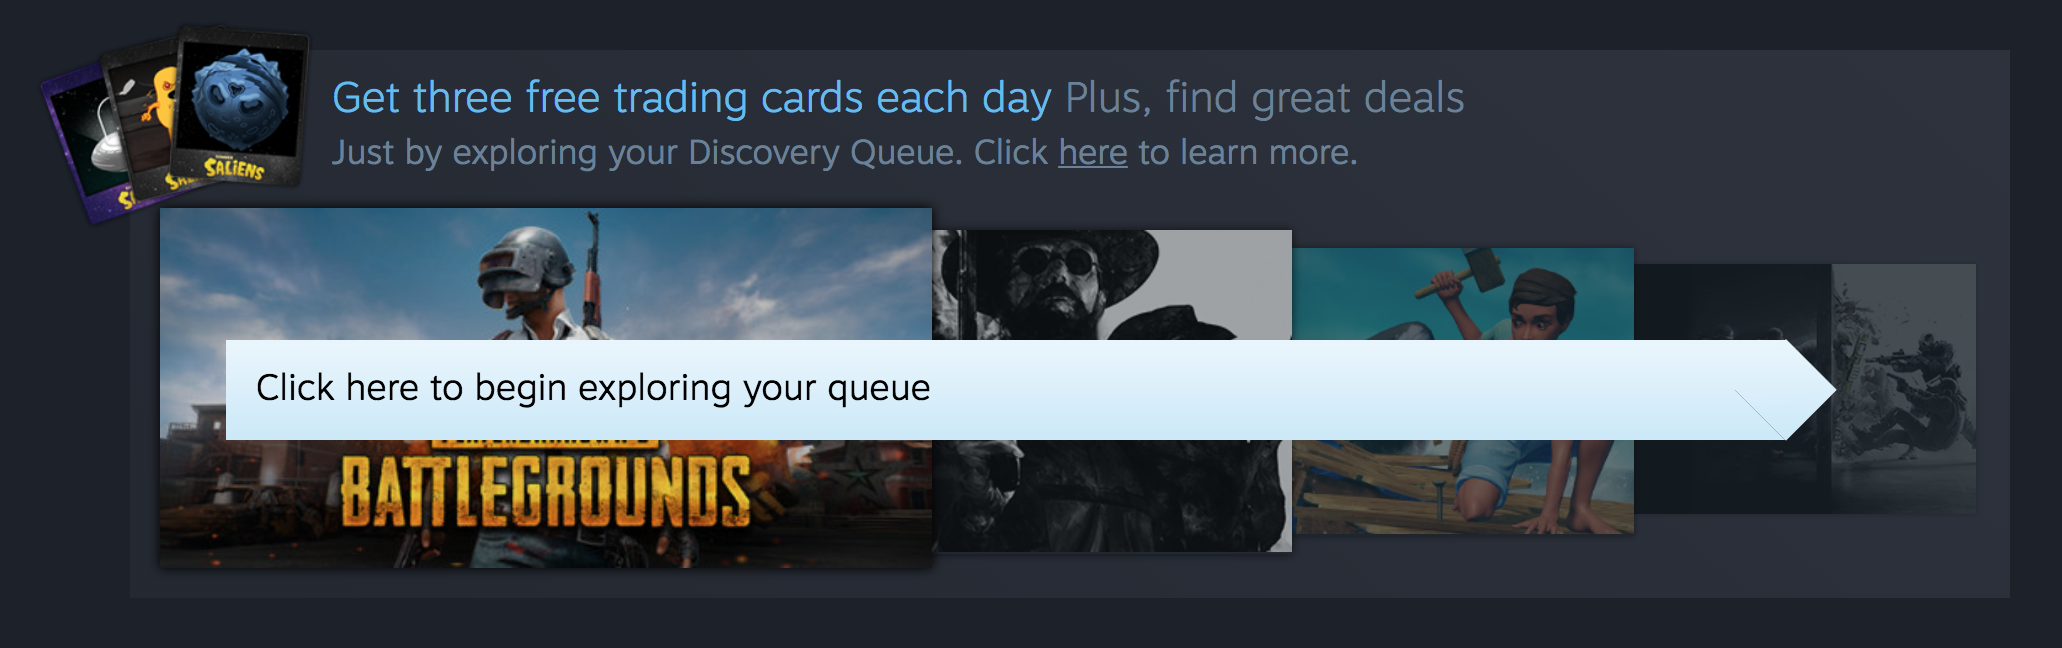 Get three free trading cards each day Plus, find great deals
Just by exploring your Discovery Queue. Click here to learn more.
SALiENS
Click here to begin exploring your queue
BATTLEGROUNDS